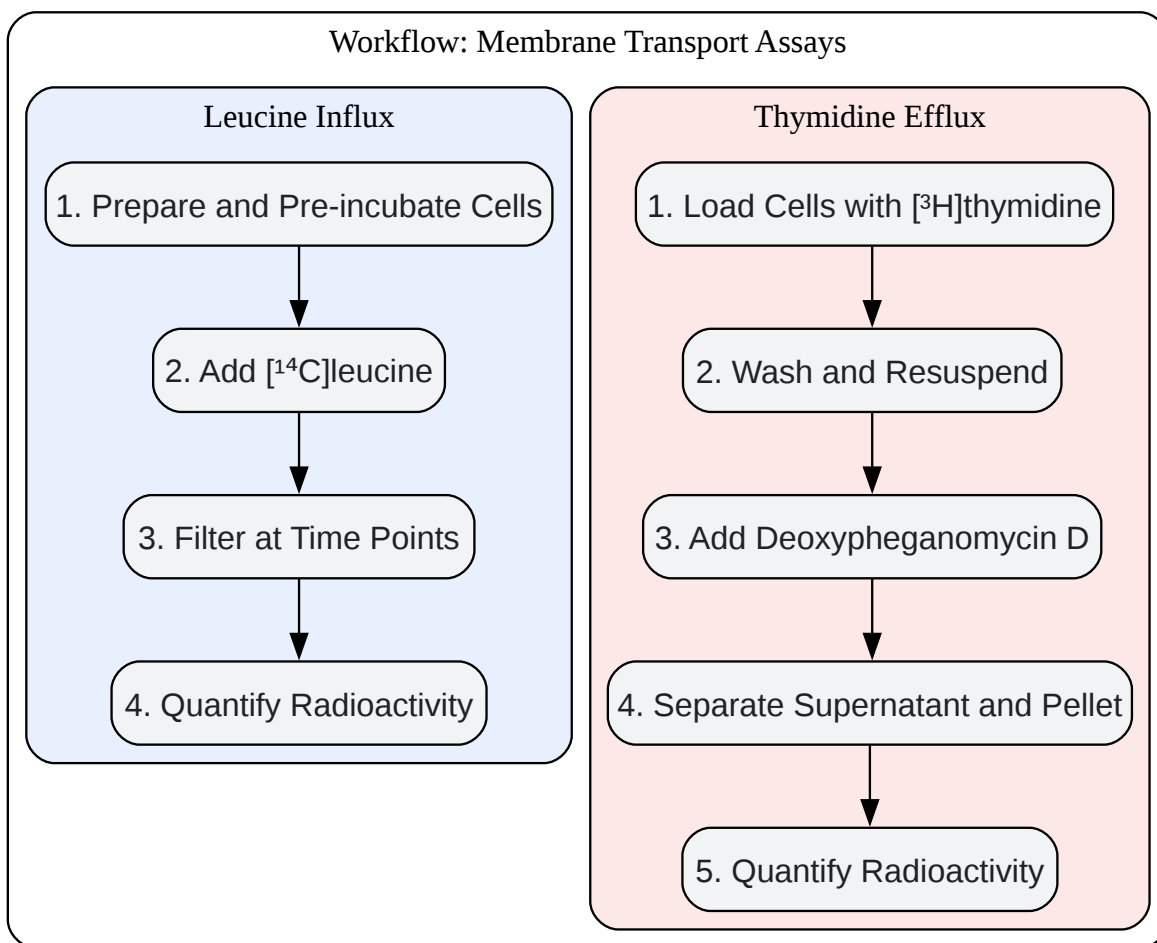 Workflow: Membrane Transport Assays
Leucine Influx
1. Prepare and Pre-incubate Cells
2. Add [¹⁴C]leucine
3. Filter at Time Points
4. Quantify Radioactivity
Thymidine Efflux
1. Load Cells with [³H]thymidine
2. Wash and Resuspend
3. Add Deoxypheganomycin D
4. Separate Supernatant and Pellet
5. Quantify Radioactivity